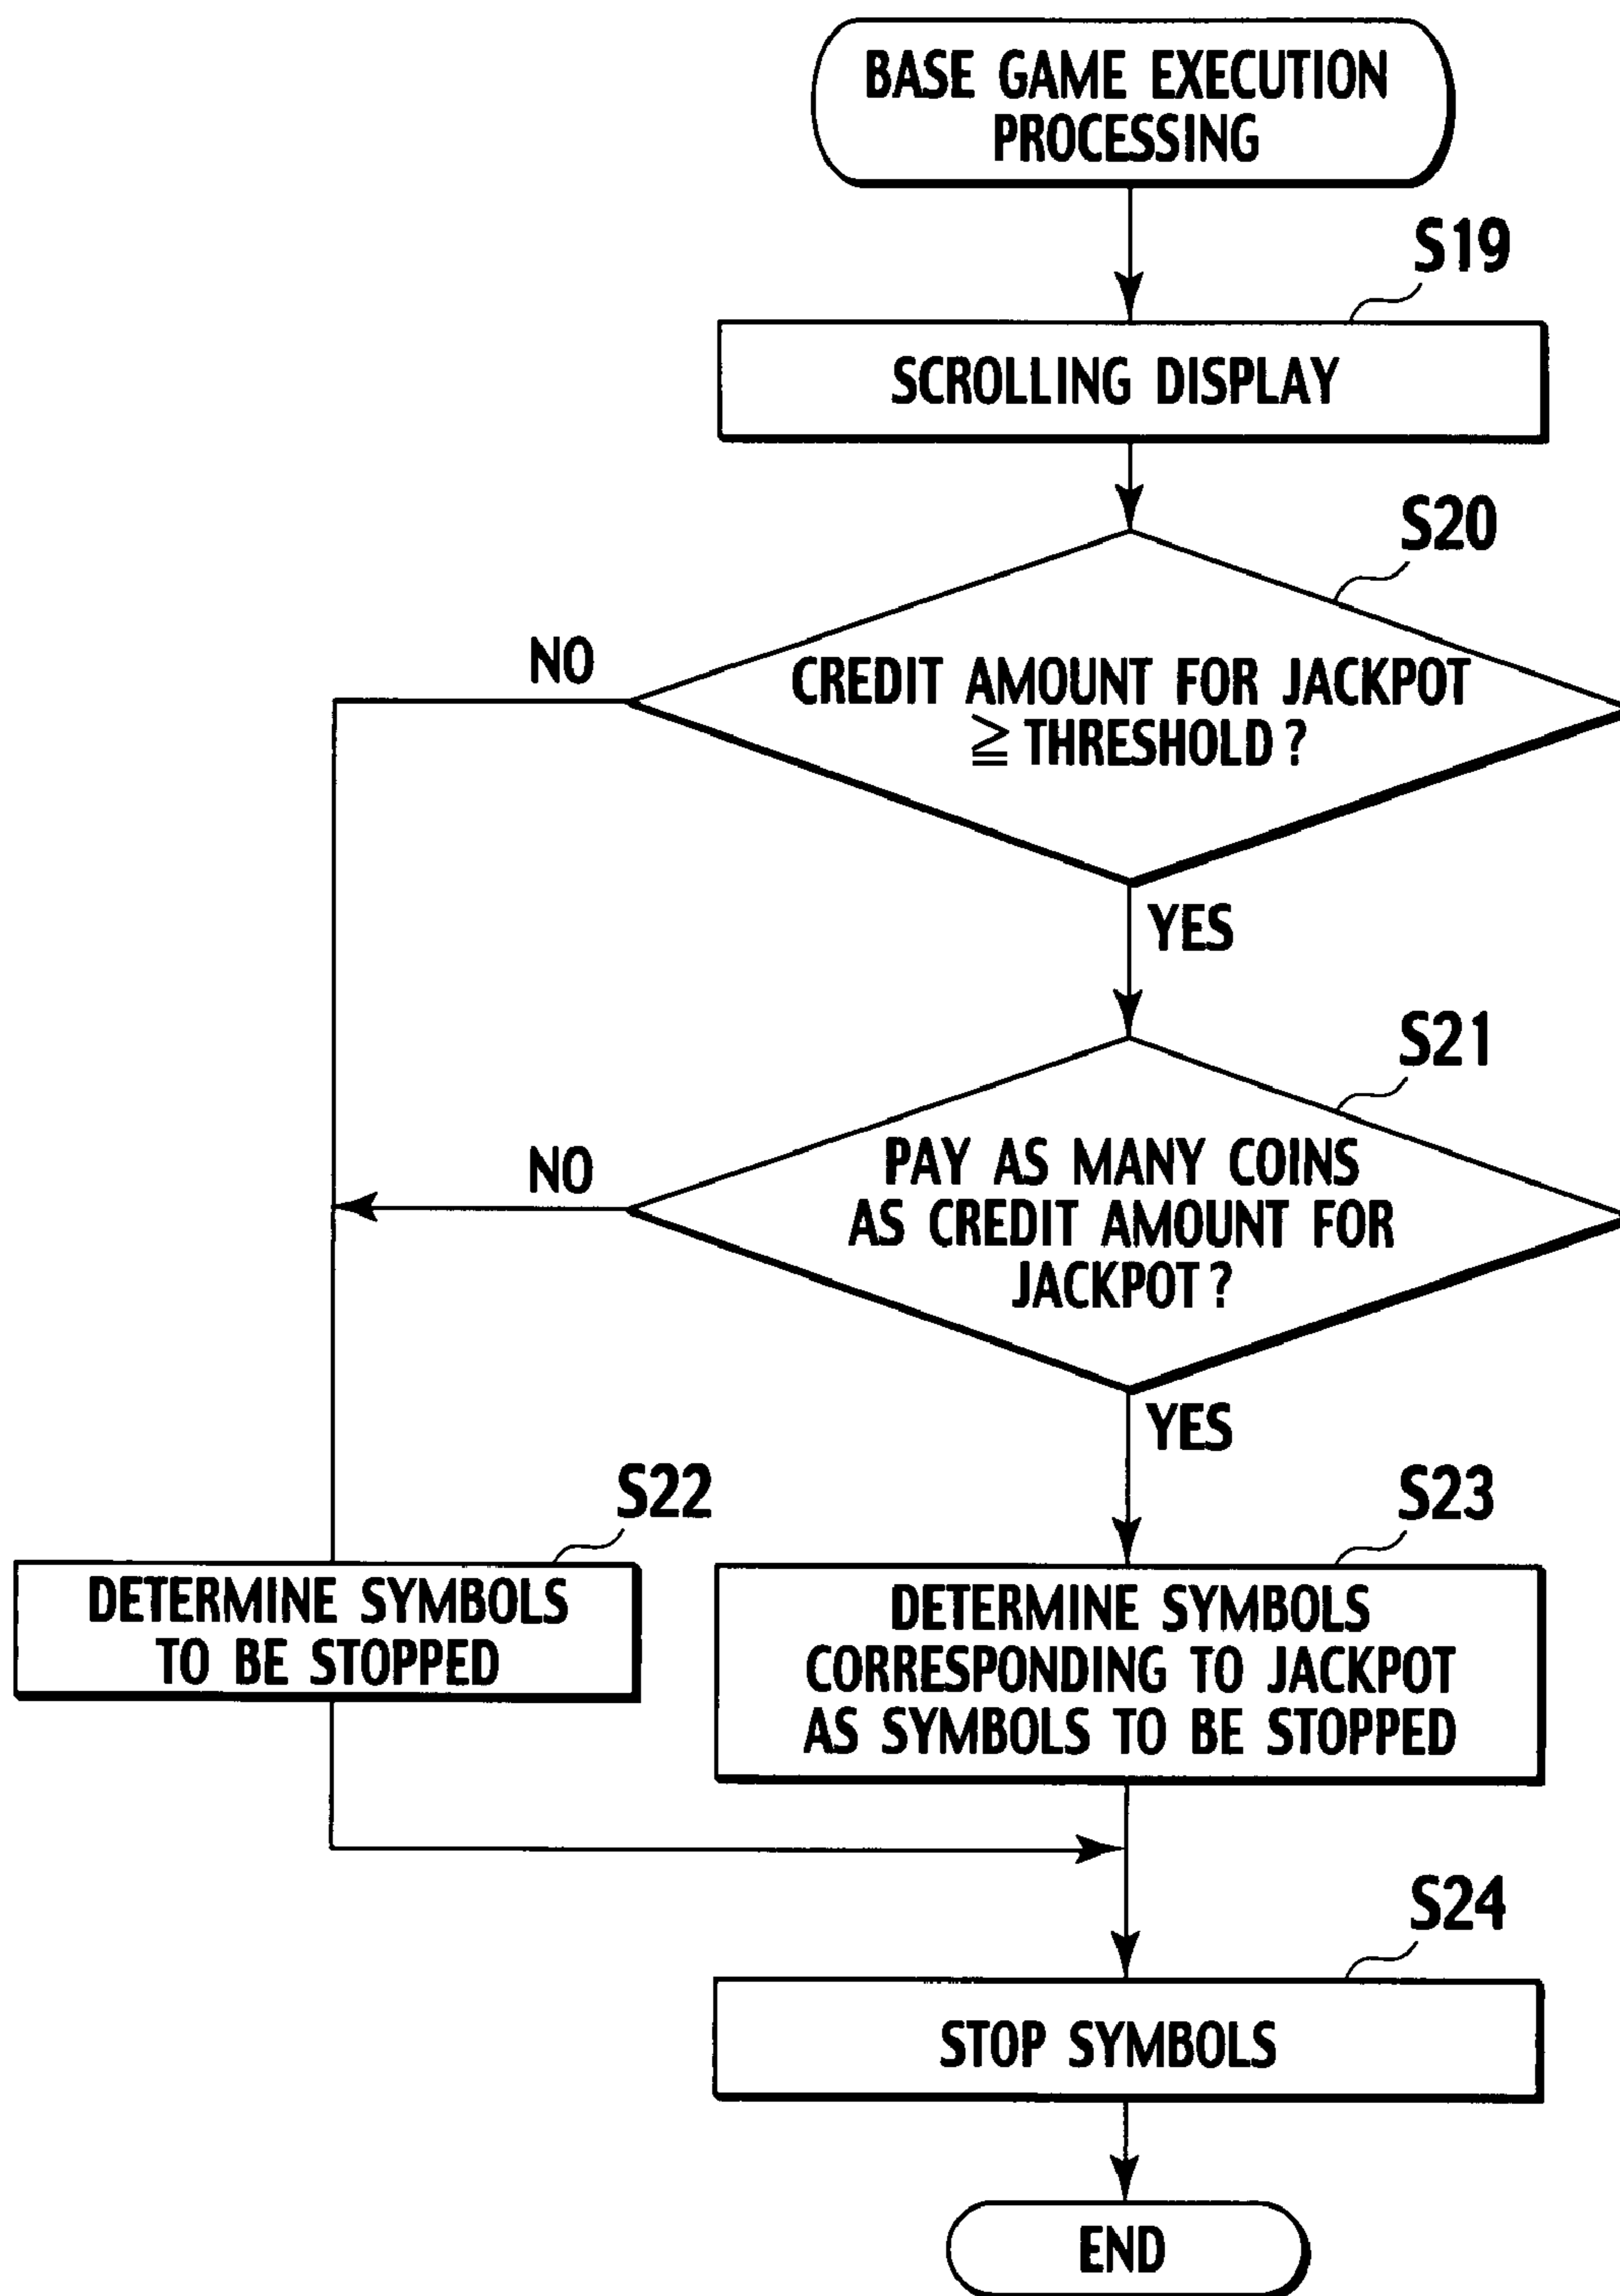 BASE GAME EXECUTION
PROCESSING
S19
SCROLLING DISPLAY
S20
NO
CREDIT AMOUNT FOR JACKPOT
≧ THRESHOLD ?
YES
S21
NO
PAY AS MANY COINS
AS CREDIT AMOUNT FOR
JACKPOT ?
YES
S22
DETERMINE SYMBOLS
TO BE STOPPED
S23
DETERMINE SYMBOLS
CORRESPONDING TO JACKPOT
AS SYMBOLS TO BE STOPPED
S24
STOP SYMBOLS
END